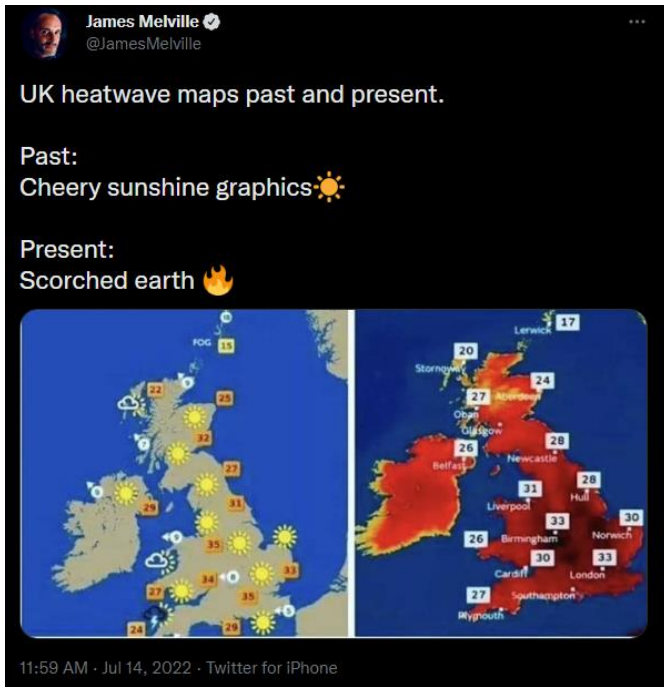 James Melville
@JamesMelville
UK heatwave maps past and present.
Past:
Cheery sunshine graphics☀️
Present:
Scorched earth 🔥
FOG 15
22
25
32
27
29
31
35
33
34
27
35
24
29
Lerwick 17
20
Stornoway
24
27 Aberdeen
Oban
Glasgow
26
Belfast
28
Newcastle
28
Hull
31
Liverpool
33
Birmingham
30
Norwich
26
30
Cardiff
33
London
27
Southampton
Plymouth
11:59 AM · Jul 14, 2022 · Twitter for iPhone